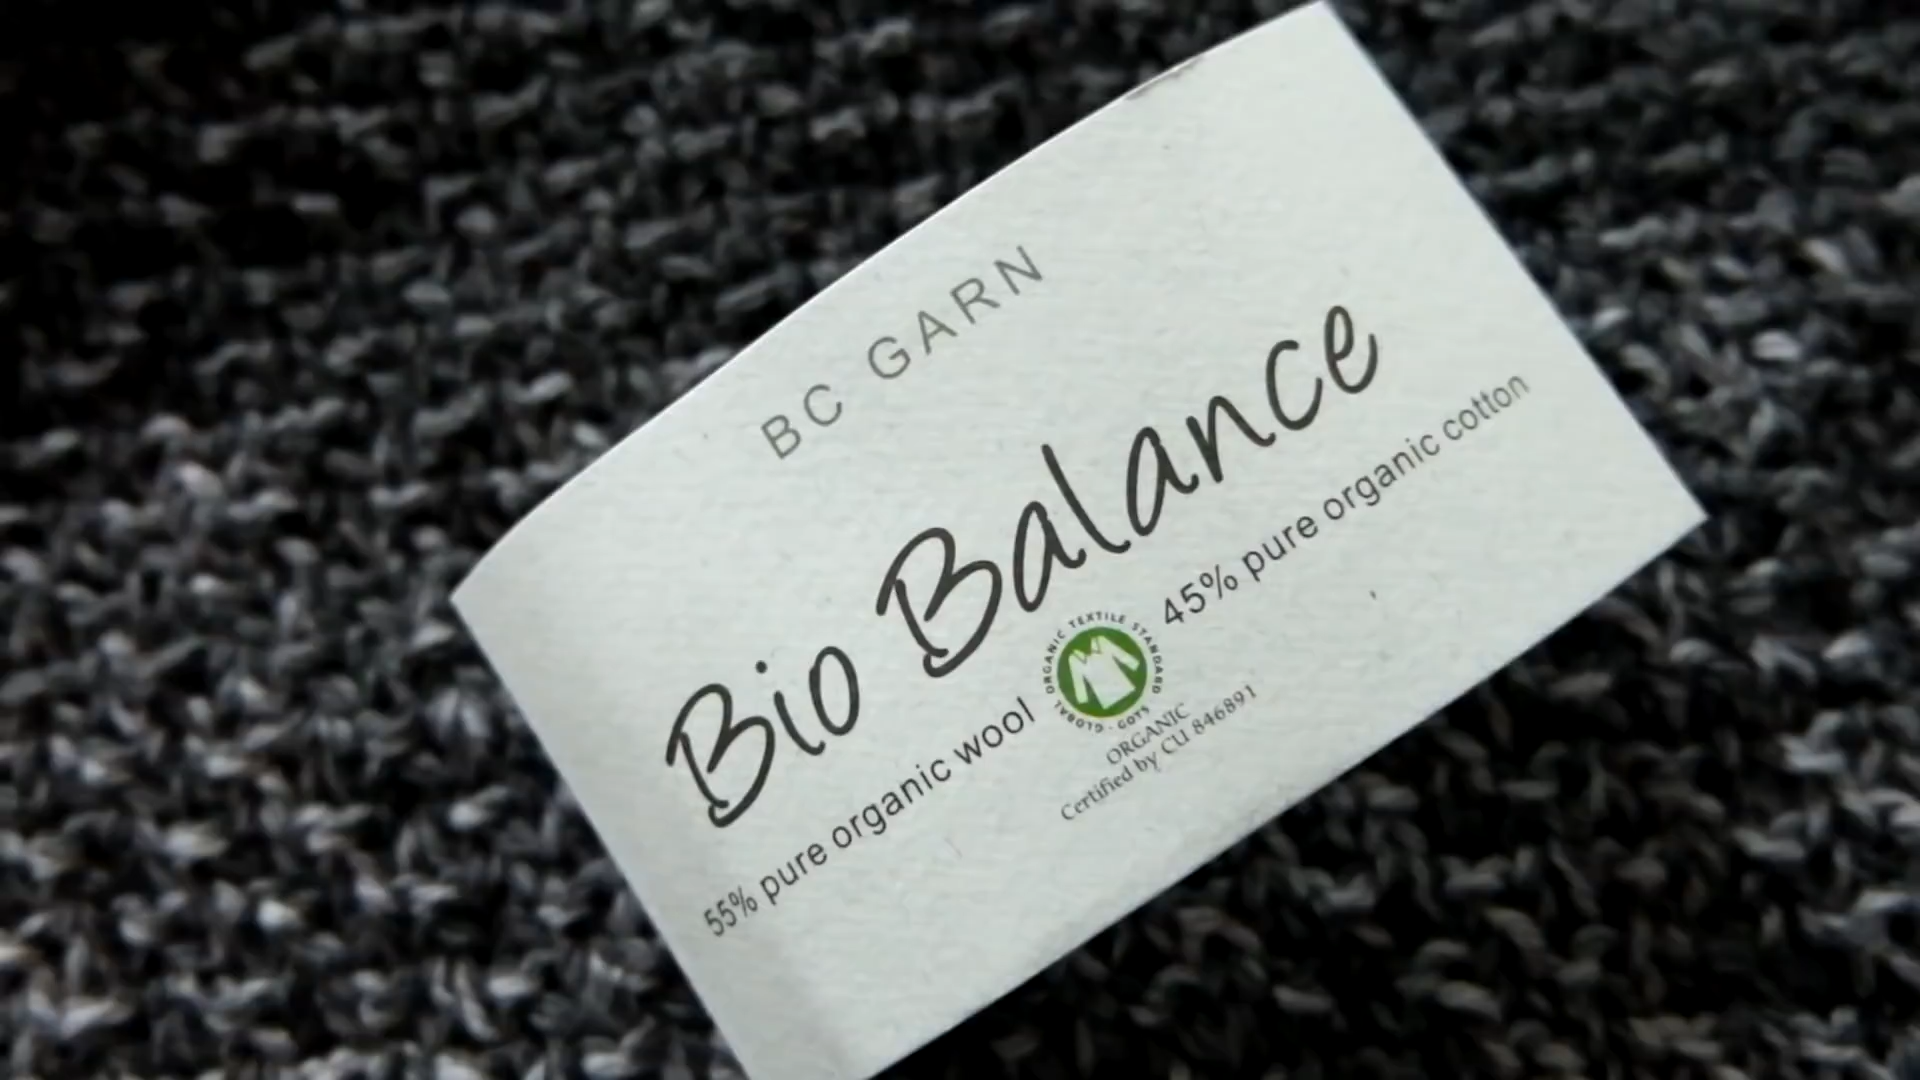 BC GARN
Bio Balance
55% pure organic wool 45% pure organic cotton
GLOBAL ORGANIC TEXTILE STANDARD · GOTS ·
ORGANIC
Certified by CU 846891